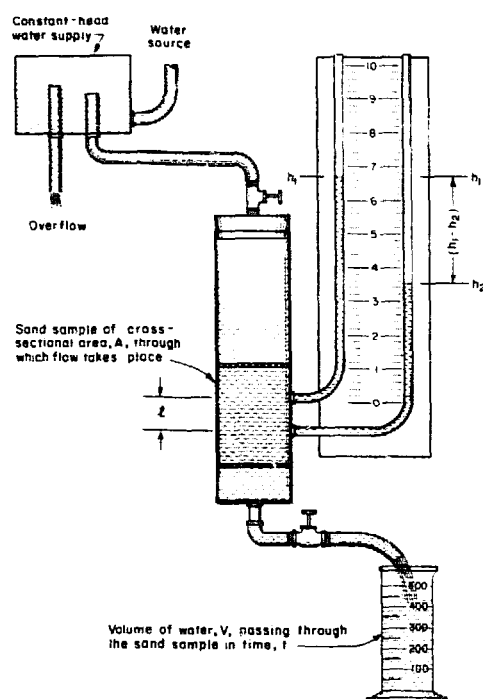 Constant-head
water supply
Water
source
Overflow
10
9
8
7
6
5
4
3
2
1
0
h₁
h₁
(h₁-h₂)
h₂
Sand sample of cross-
sectional area, A, through
which flow takes place
ℓ
Volume of water, V, passing through
the sand sample in time, t
500
400
300
200
100